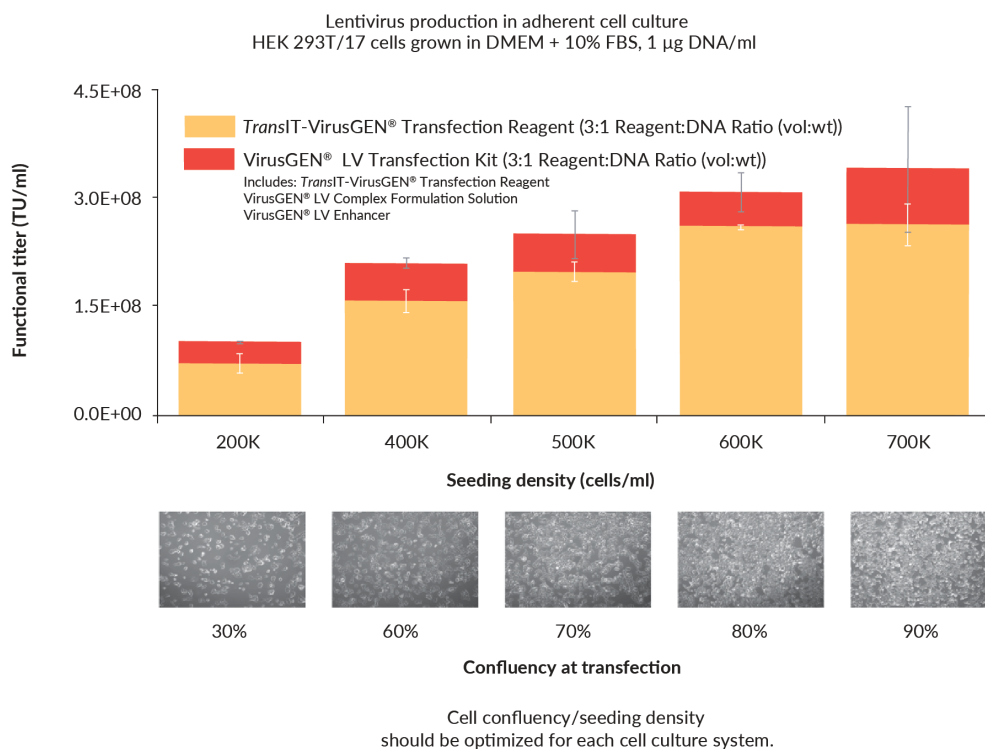 Lentivirus production in adherent cell culture
HEK 293T/17 cells grown in DMEM + 10% FBS, 1 µg DNA/ml
4.5E+08
3.0E+08
1.5E+08
0.0E+00
Functional titer (TU/ml)
TransIT-VirusGEN® Transfection Reagent (3:1 Reagent:DNA Ratio (vol:wt))
VirusGEN® LV Transfection Kit (3:1 Reagent:DNA Ratio (vol:wt))
Includes: TransIT-VirusGEN® Transfection Reagent
VirusGEN® LV Complex Formulation Solution
VirusGEN® LV Enhancer
200K 400K 500K 600K 700K
Seeding density (cells/ml)
30% 60% 70% 80% 90%
Confluency at transfection
Cell confluency/seeding density
should be optimized for each cell culture system.